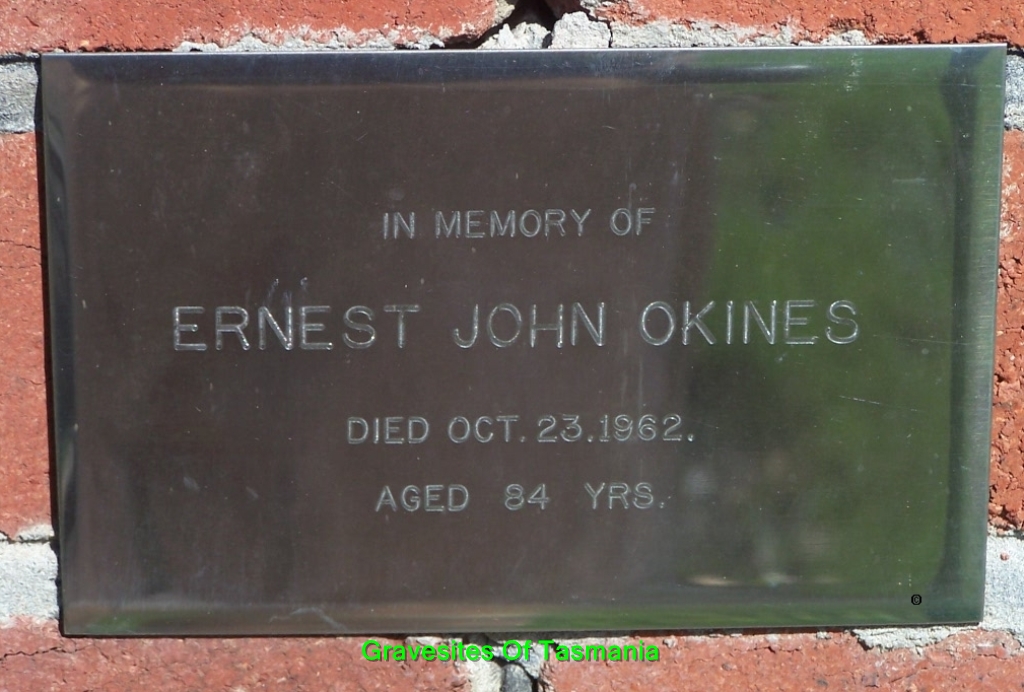 IN MEMORY OF
ERNEST JOHN OKINES
DIED OCT. 23. 1962.
AGED 84 YRS.
©
Gravesites Of Tasmania